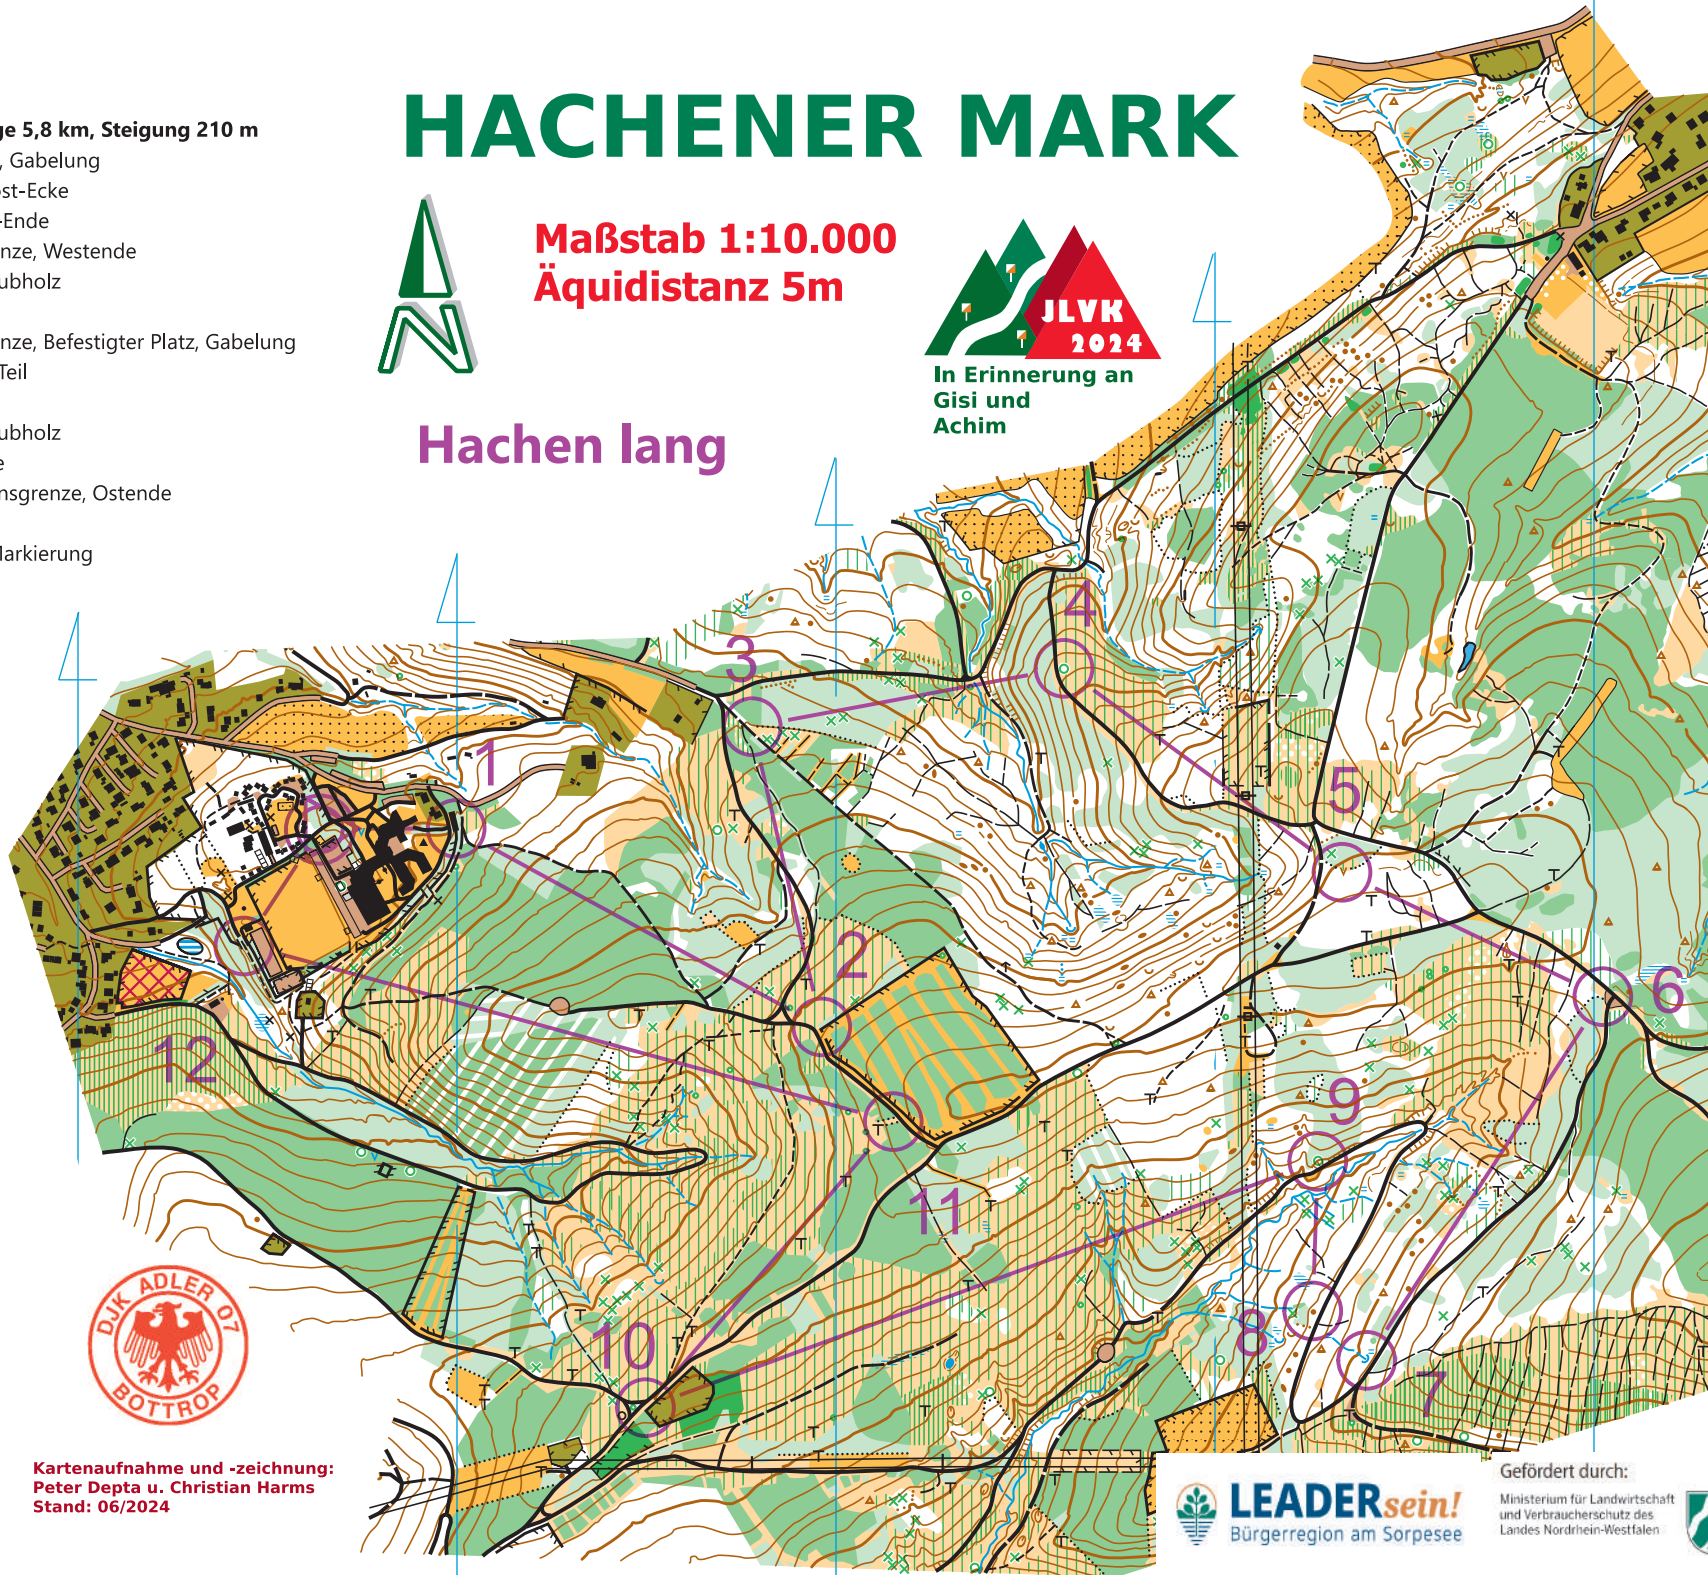 HACHENER MARK
ge 5,8 km, Steigung 210 m
, Gabelung
ost-Ecke
-Ende
nze, Westende
ubholz
nze, Befestigter Platz, Gabelung
Teil
ubholz
e
nsgrenze, Ostende
Markierung
N
Maßstab 1:10.000
Äquidistanz 5m
JLVK
2024
In Erinnerung an
Gisi und
Achim
Hachen lang
4
3
1
5
2
6
12
9
11
10
8
7
DJK ADLER 07
BOTTROP
Kartenaufnahme und -zeichnung:
Peter Depta u. Christian Harms
Stand: 06/2024
LEADERsein!
Bürgerregion am Sorpesee
Gefördert durch:
Ministerium für Landwirtschaft
und Verbraucherschutz des
Landes Nordrhein-Westfalen